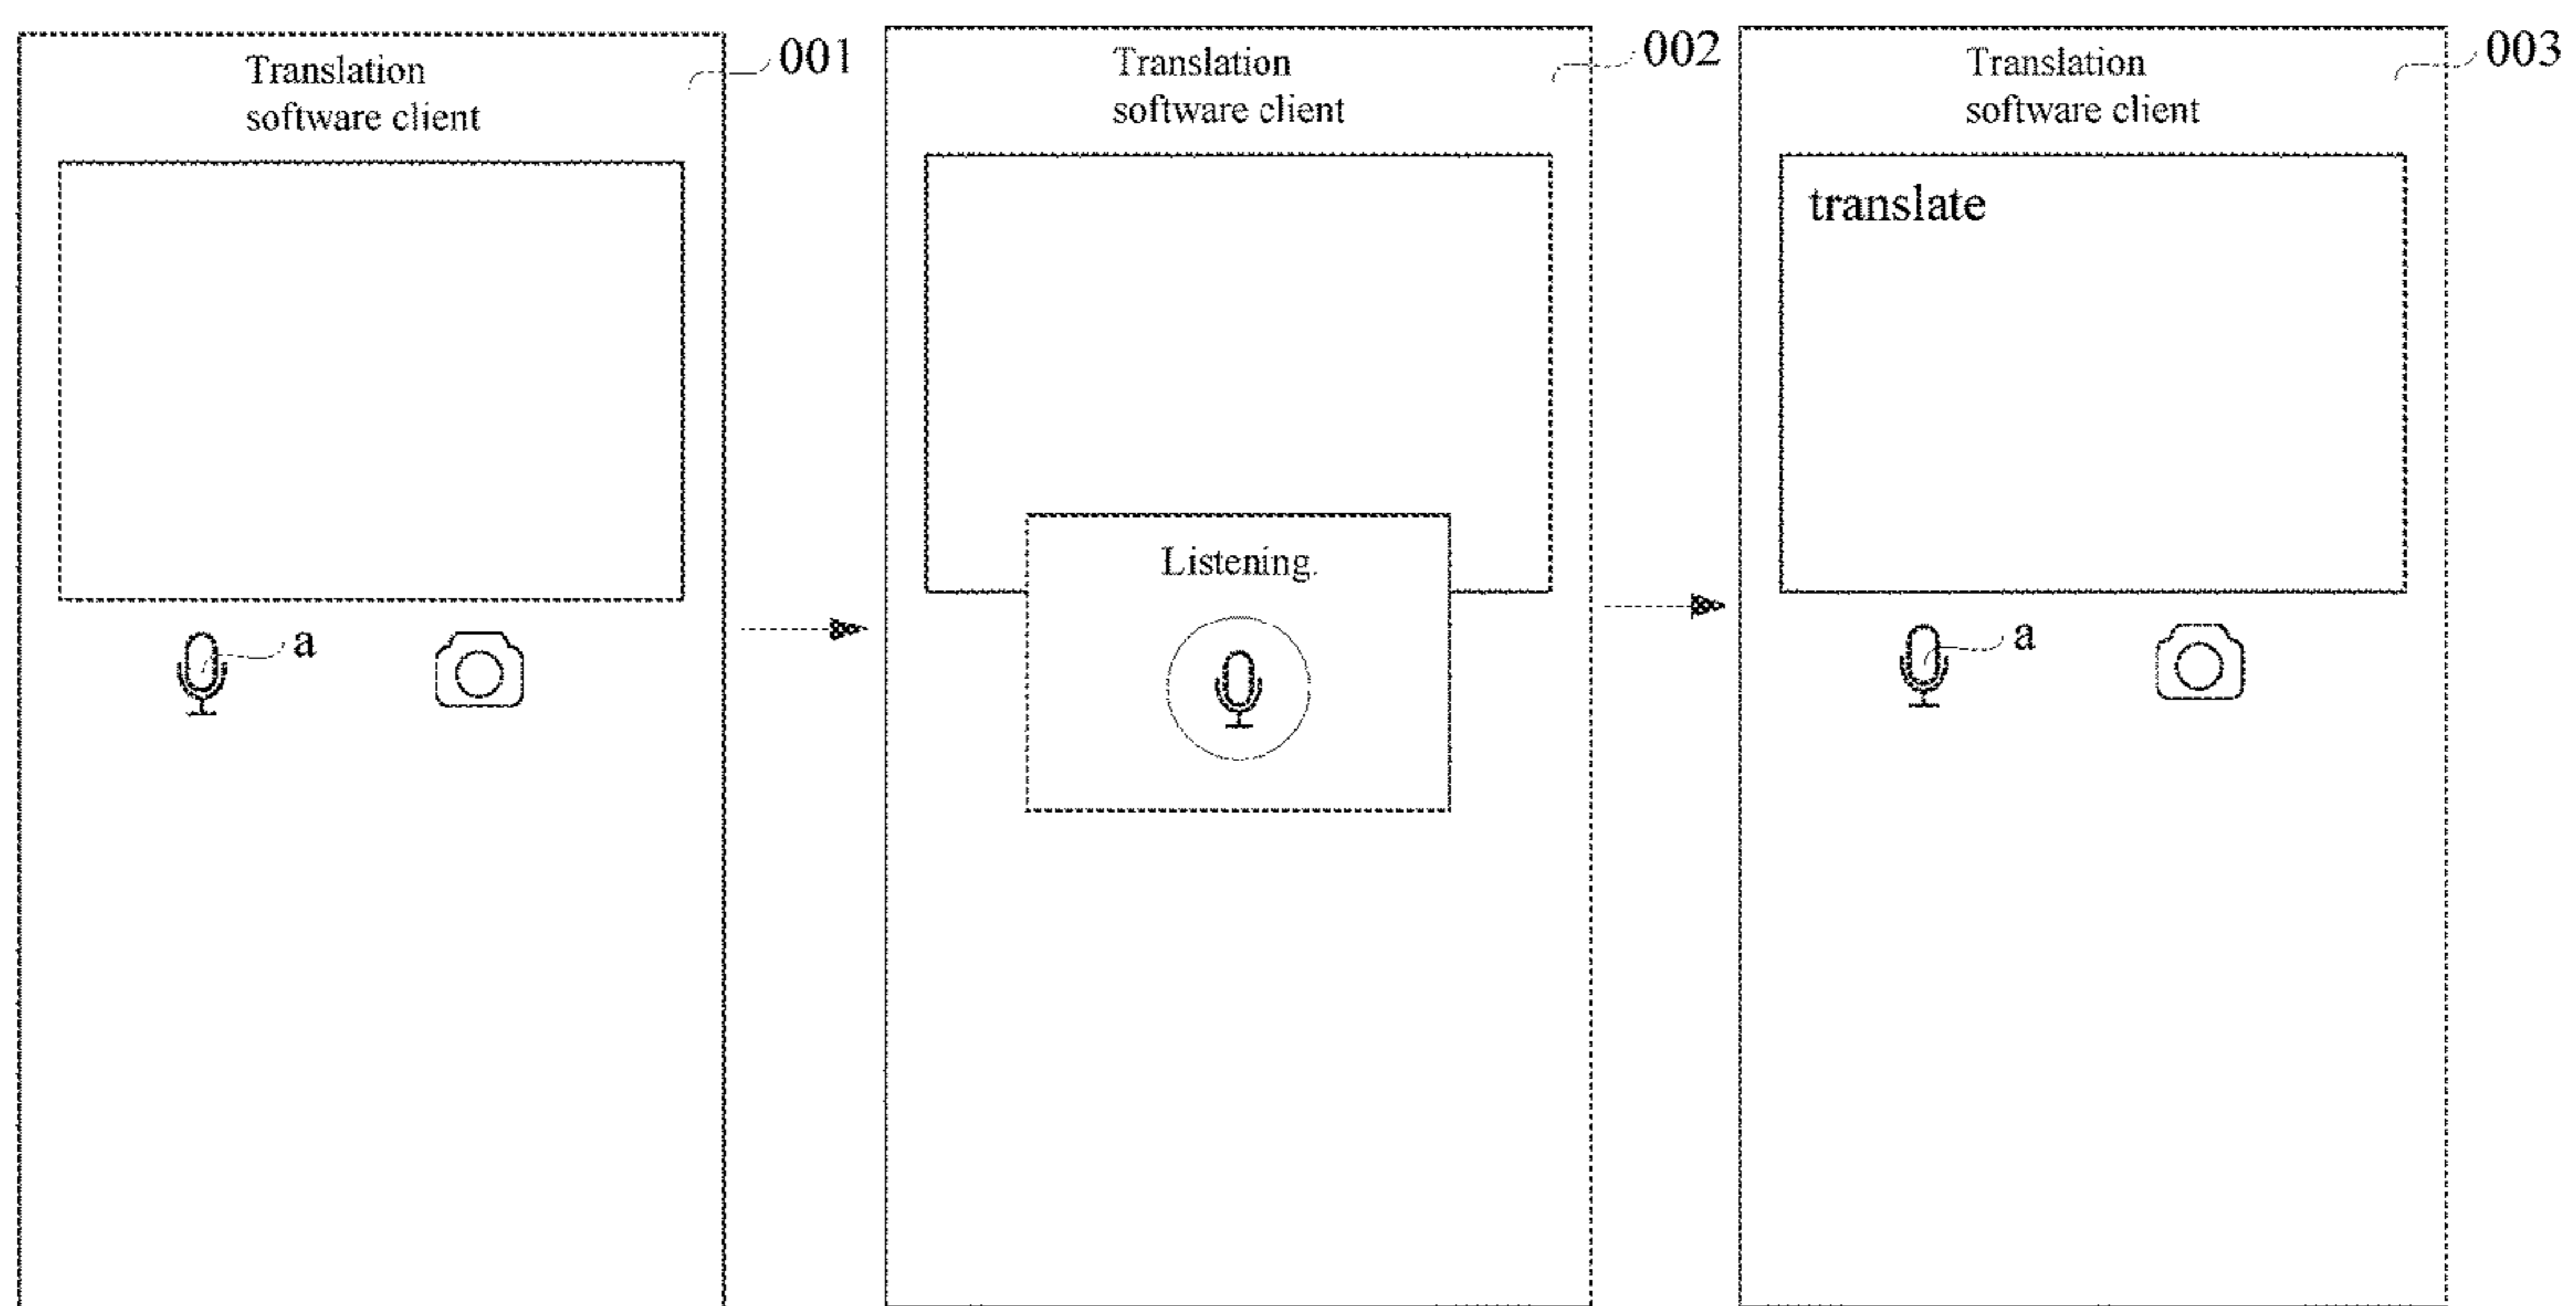 Translation
software client
001
a
Translation
software client
002
Listening.
Translation
software client
003
translate
a